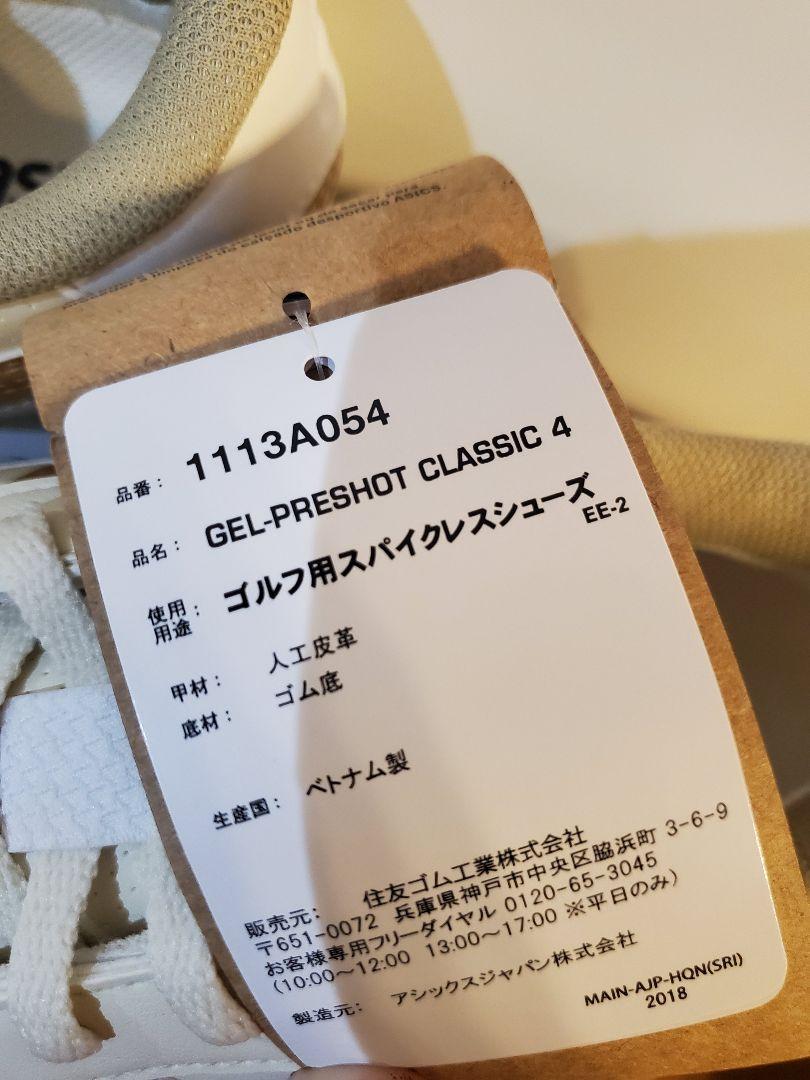 calçado desportivo ASICS.
品番： 1113A054
品名： GEL-PRESHOT CLASSIC 4
使用用途： ゴルフ用スパイクレスシューズ
EE-2
甲材： 人工皮革
底材： ゴム底
生産国： ベトナム製
販売元： 住友ゴム工業株式会社
〒651-0072 兵庫県神戸市中央区脇浜町 3-6-9
お客様専用フリーダイヤル 0120-65-3045
（10:00～12:00 13:00～17:00 ※平日のみ）
製造元： アシックスジャパン株式会社
MAIN-AJP-HQN(SRI)
2018